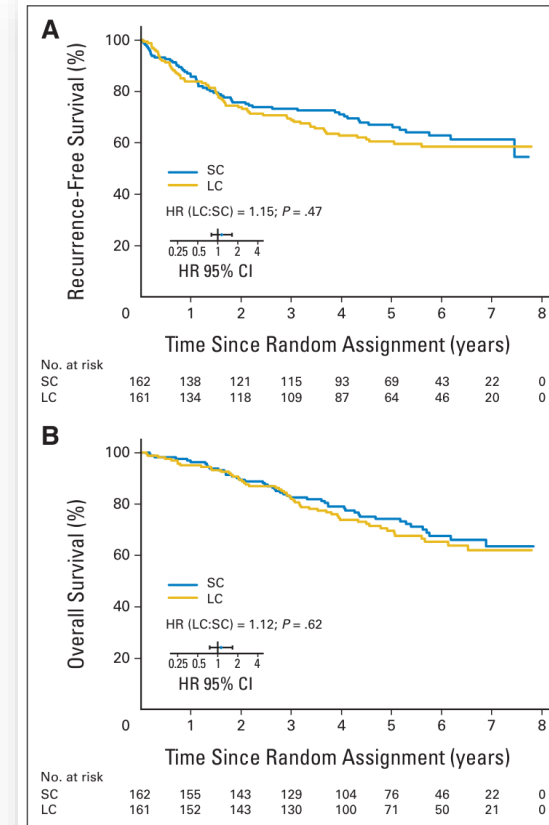 A
Recurrence-Free Survival (%)
100
80
60
40
20
SC
LC
HR (LC:SC) = 1.15; P = .47
0.25 0.5 1 2 4
HR 95% CI
0 1 2 3 4 5 6 7 8
Time Since Random Assignment (years)
No. at risk
SC 162 138 121 115 93 69 43 22 0
LC 161 134 118 109 87 64 46 20 0
B
Overall Survival (%)
100
80
60
40
20
SC
LC
HR (LC:SC) = 1.12; P = .62
0.25 0.5 1 2 4
HR 95% CI
0 1 2 3 4 5 6 7 8
Time Since Random Assignment (years)
No. at risk
SC 162 155 143 129 104 76 46 22 0
LC 161 152 143 130 100 71 50 21 0